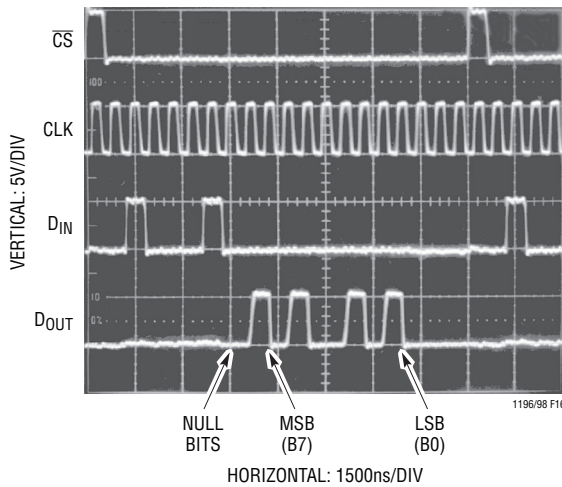 CS
CLK
DIN
DOUT
VERTICAL: 5V/DIV
100
10
0%
NULL BITS
MSB (B7)
LSB (B0)
1196/98 F16
HORIZONTAL: 1500ns/DIV